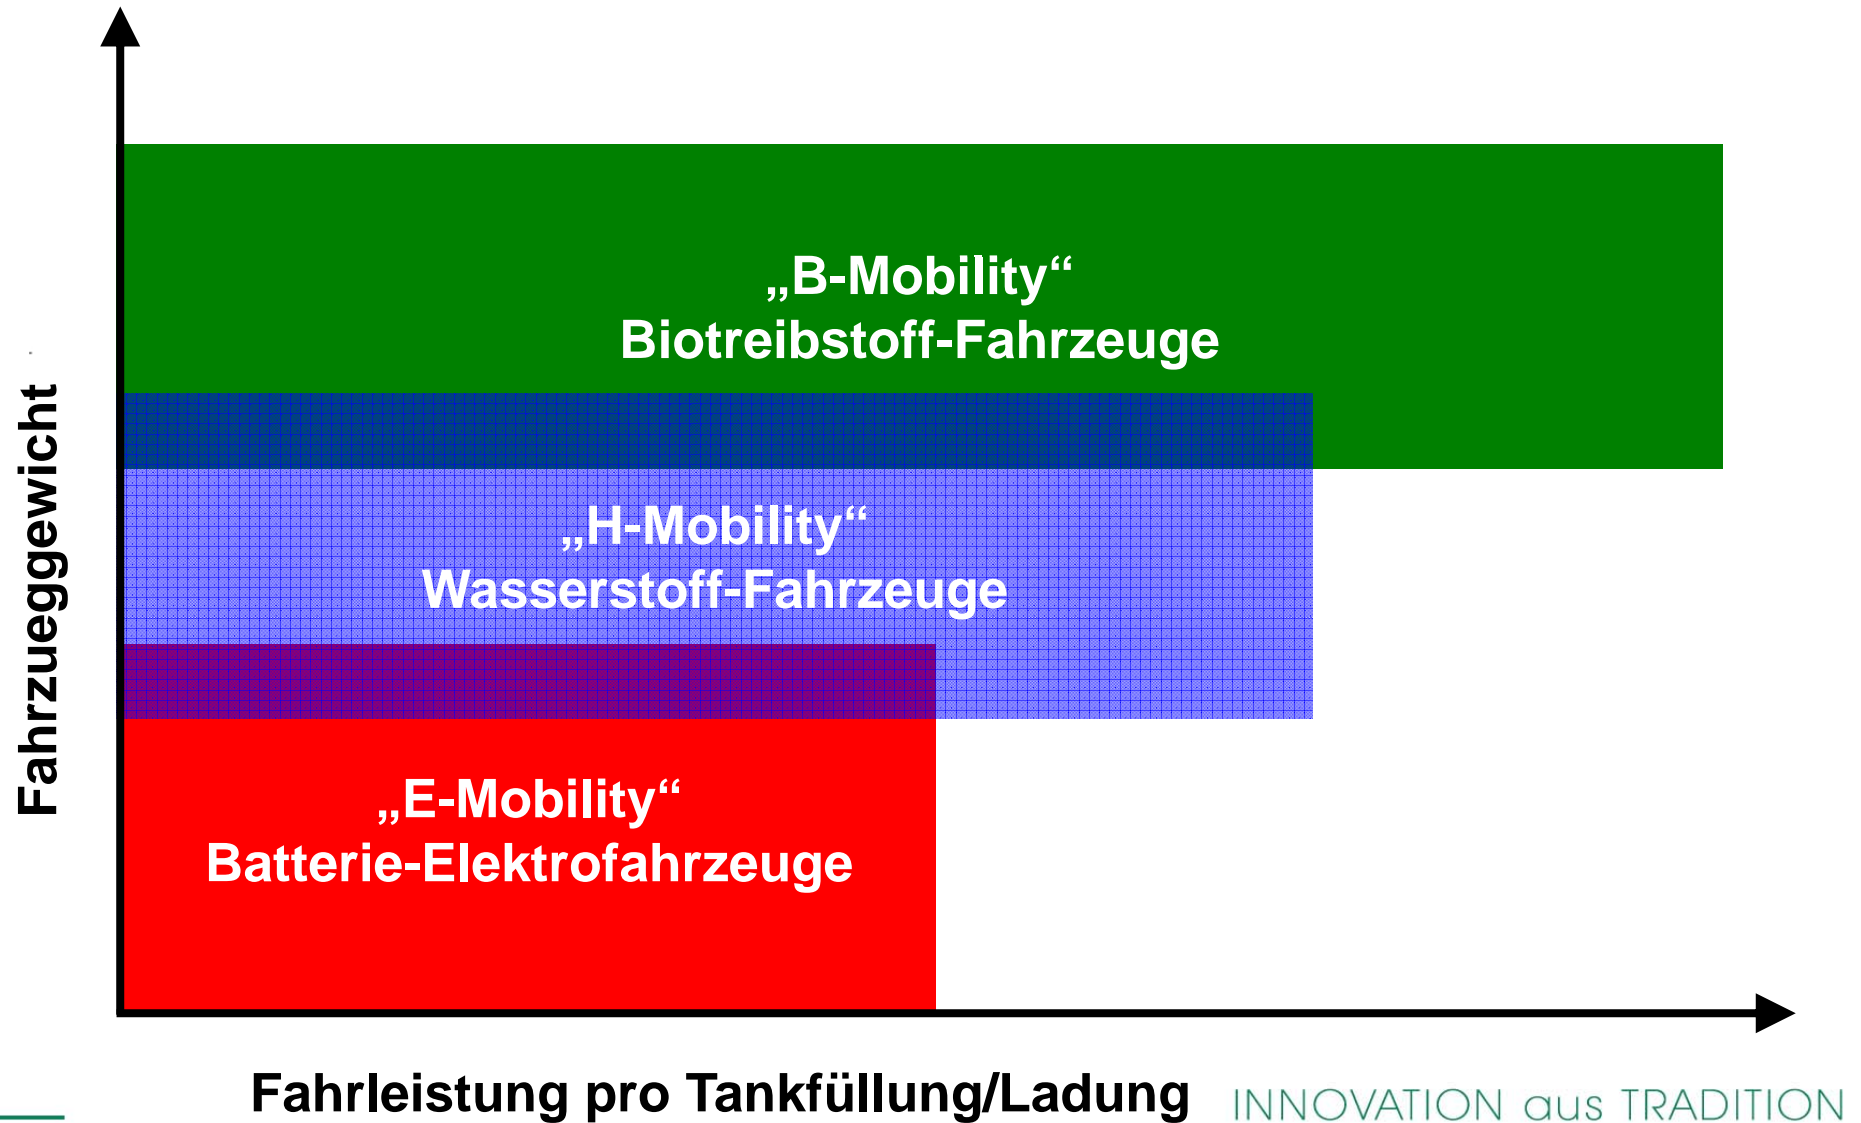 „B-Mobility“
Biotreibstoff-Fahrzeuge
„H-Mobility“
Wasserstoff-Fahrzeuge
„E-Mobility“
Batterie-Elektrofahrzeuge
Fahrzueggewicht
Fahrleistung pro Tankfüllung/Ladung
INNOVATION aus TRADITION